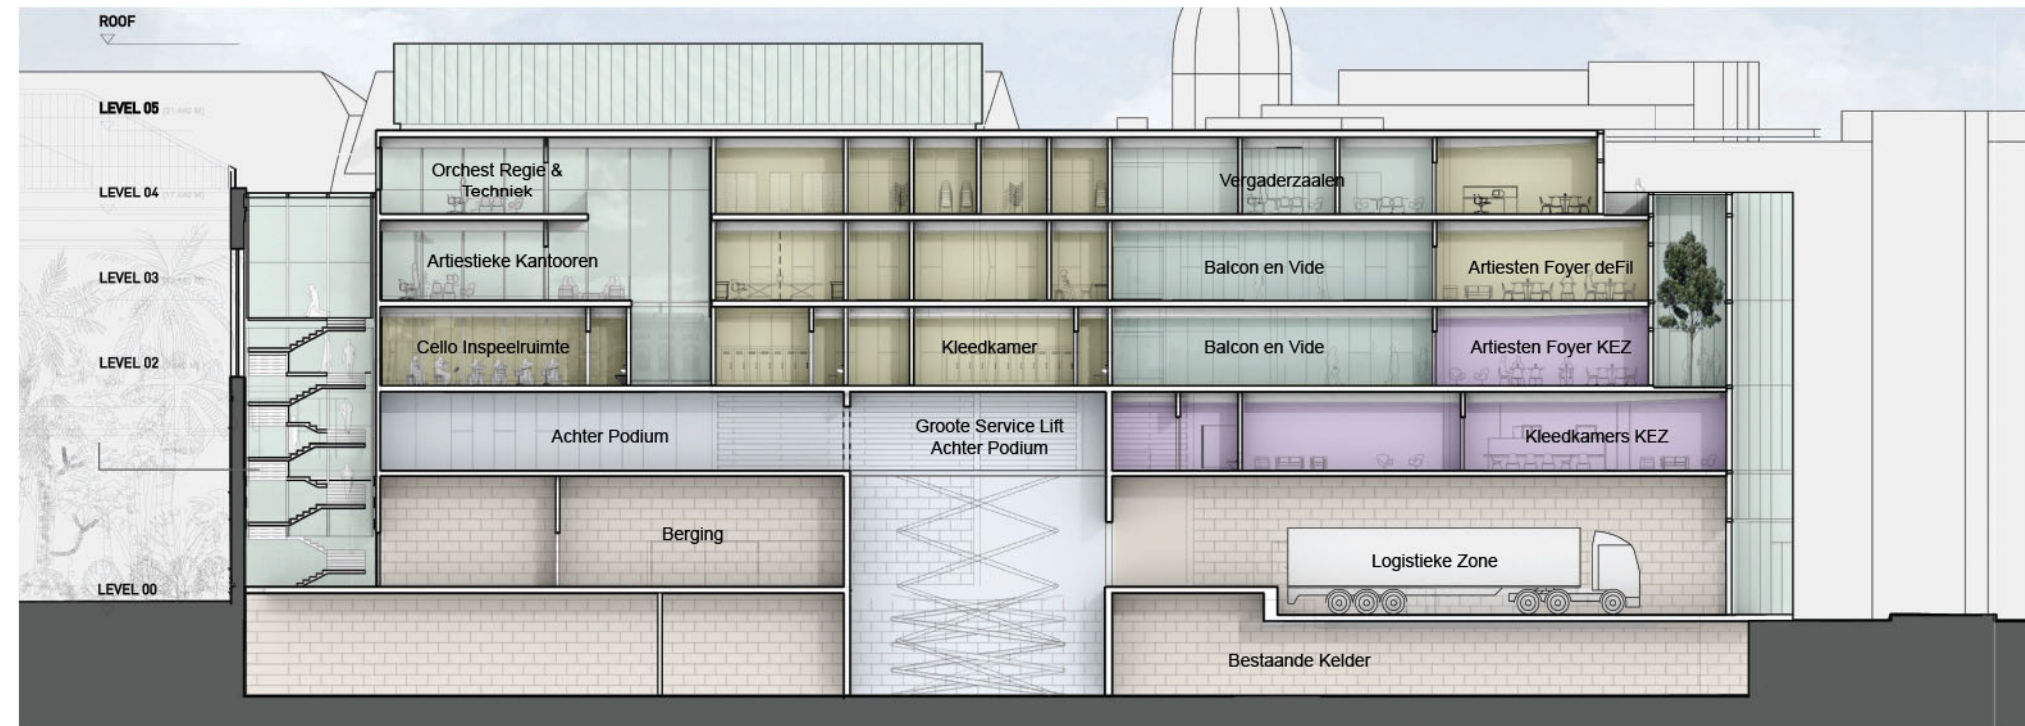 ROOF
LEVEL 05
Orchest Regie &
Techniek
Vergaderzaalen
LEVEL 04
Artiestieke Kantooren
Balcon en Vide
Artiesten Foyer deFil
LEVEL 03
Cello Inspeelruimte
Kleedkamer
Balcon en Vide
Artiesten Foyer KEZ
LEVEL 02
Achter Podium
Groote Service Lift
Achter Podium
Kleedkamers KEZ
Berging
Logistieke Zone
LEVEL 00
Bestaande Kelder